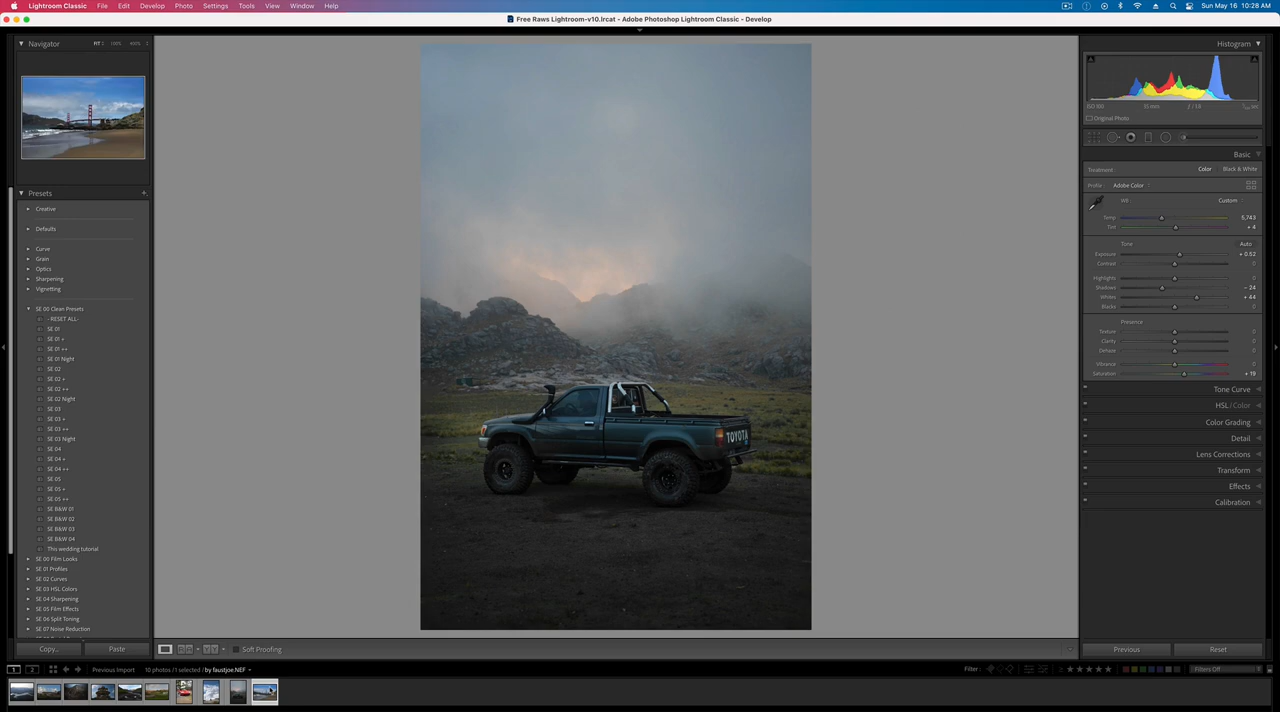 Lightroom Classic File Edit Develop Photo Settings Tools View Window Help Sun May 16 10:28 AM
Free Raws Lightroom-v10.lrcat - Adobe Photoshop Lightroom Classic - Develop
Navigator FIT 100% 400%
Histogram
ISO 100
Original Photo
Basic
Treatment: Color Black & White
Profile: Adobe Color
WB: Custom
Temp 5,743
Tint + 4
Tone Auto
Exposure + 0.52
Contrast 0
Highlights 0
Shadows - 24
Whites + 44
Blacks 0
Presence
Texture 0
Clarity 0
Dehaze 0
Vibrance 0
Saturation + 19
Tone Curve
HSL / Color
Color Grading
Detail
Lens Corrections
Transform
Effects
Calibration
Presets
Creative
Defaults
Curve
Grain
Optics
Sharpening
Vignetting
SE 00 Clean Presets
- RESET ALL-
SE 01
SE 01 +
SE 01 ++
SE 01 Night
SE 02
SE 02 +
SE 02 ++
SE 02 Night
SE 03
SE 03 +
SE 03 ++
SE 03 Night
SE 04
SE 04 +
SE 04 ++
SE 05
SE 05 +
SE 05 ++
SE B&W 01
SE B&W 02
SE B&W 03
SE B&W 04
This wedding tutorial
SE 00 Film Looks
SE 01 Profiles
SE 02 Curves
SE 03 HSL Colors
SE 04 Sharpening
SE 05 Film Effects
SE 06 Split Toning
SE 07 Noise Reduction
TOYOTA
Copy... Paste
Soft Proofing
Previous Reset
1 2 Previous Import 10 photos / 1 selected / by faustjoe.NEF
Filter: Filters Off